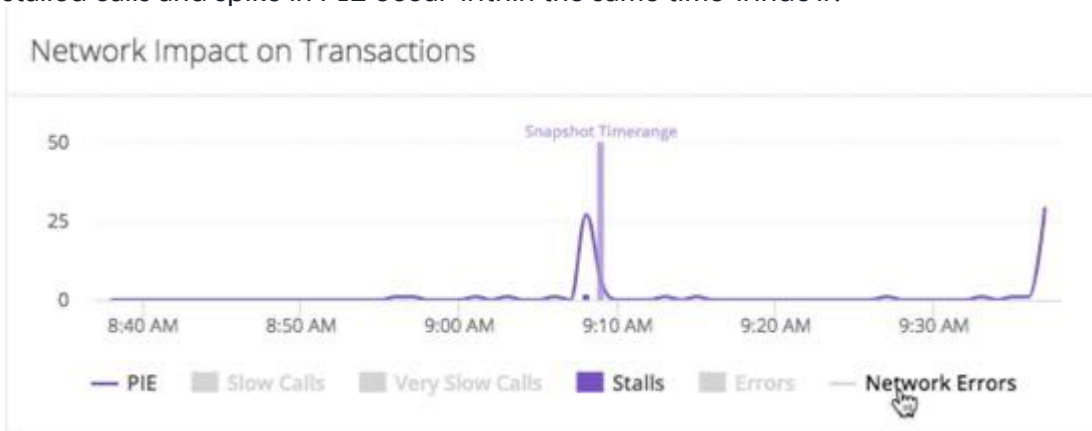 Network Impact on Transactions
Snapshot Timerange
50
25
0
8:40 AM 8:50 AM 9:00 AM 9:10 AM 9:20 AM 9:30 AM
PIE Slow Calls Very Slow Calls Stalls Errors Network Errors